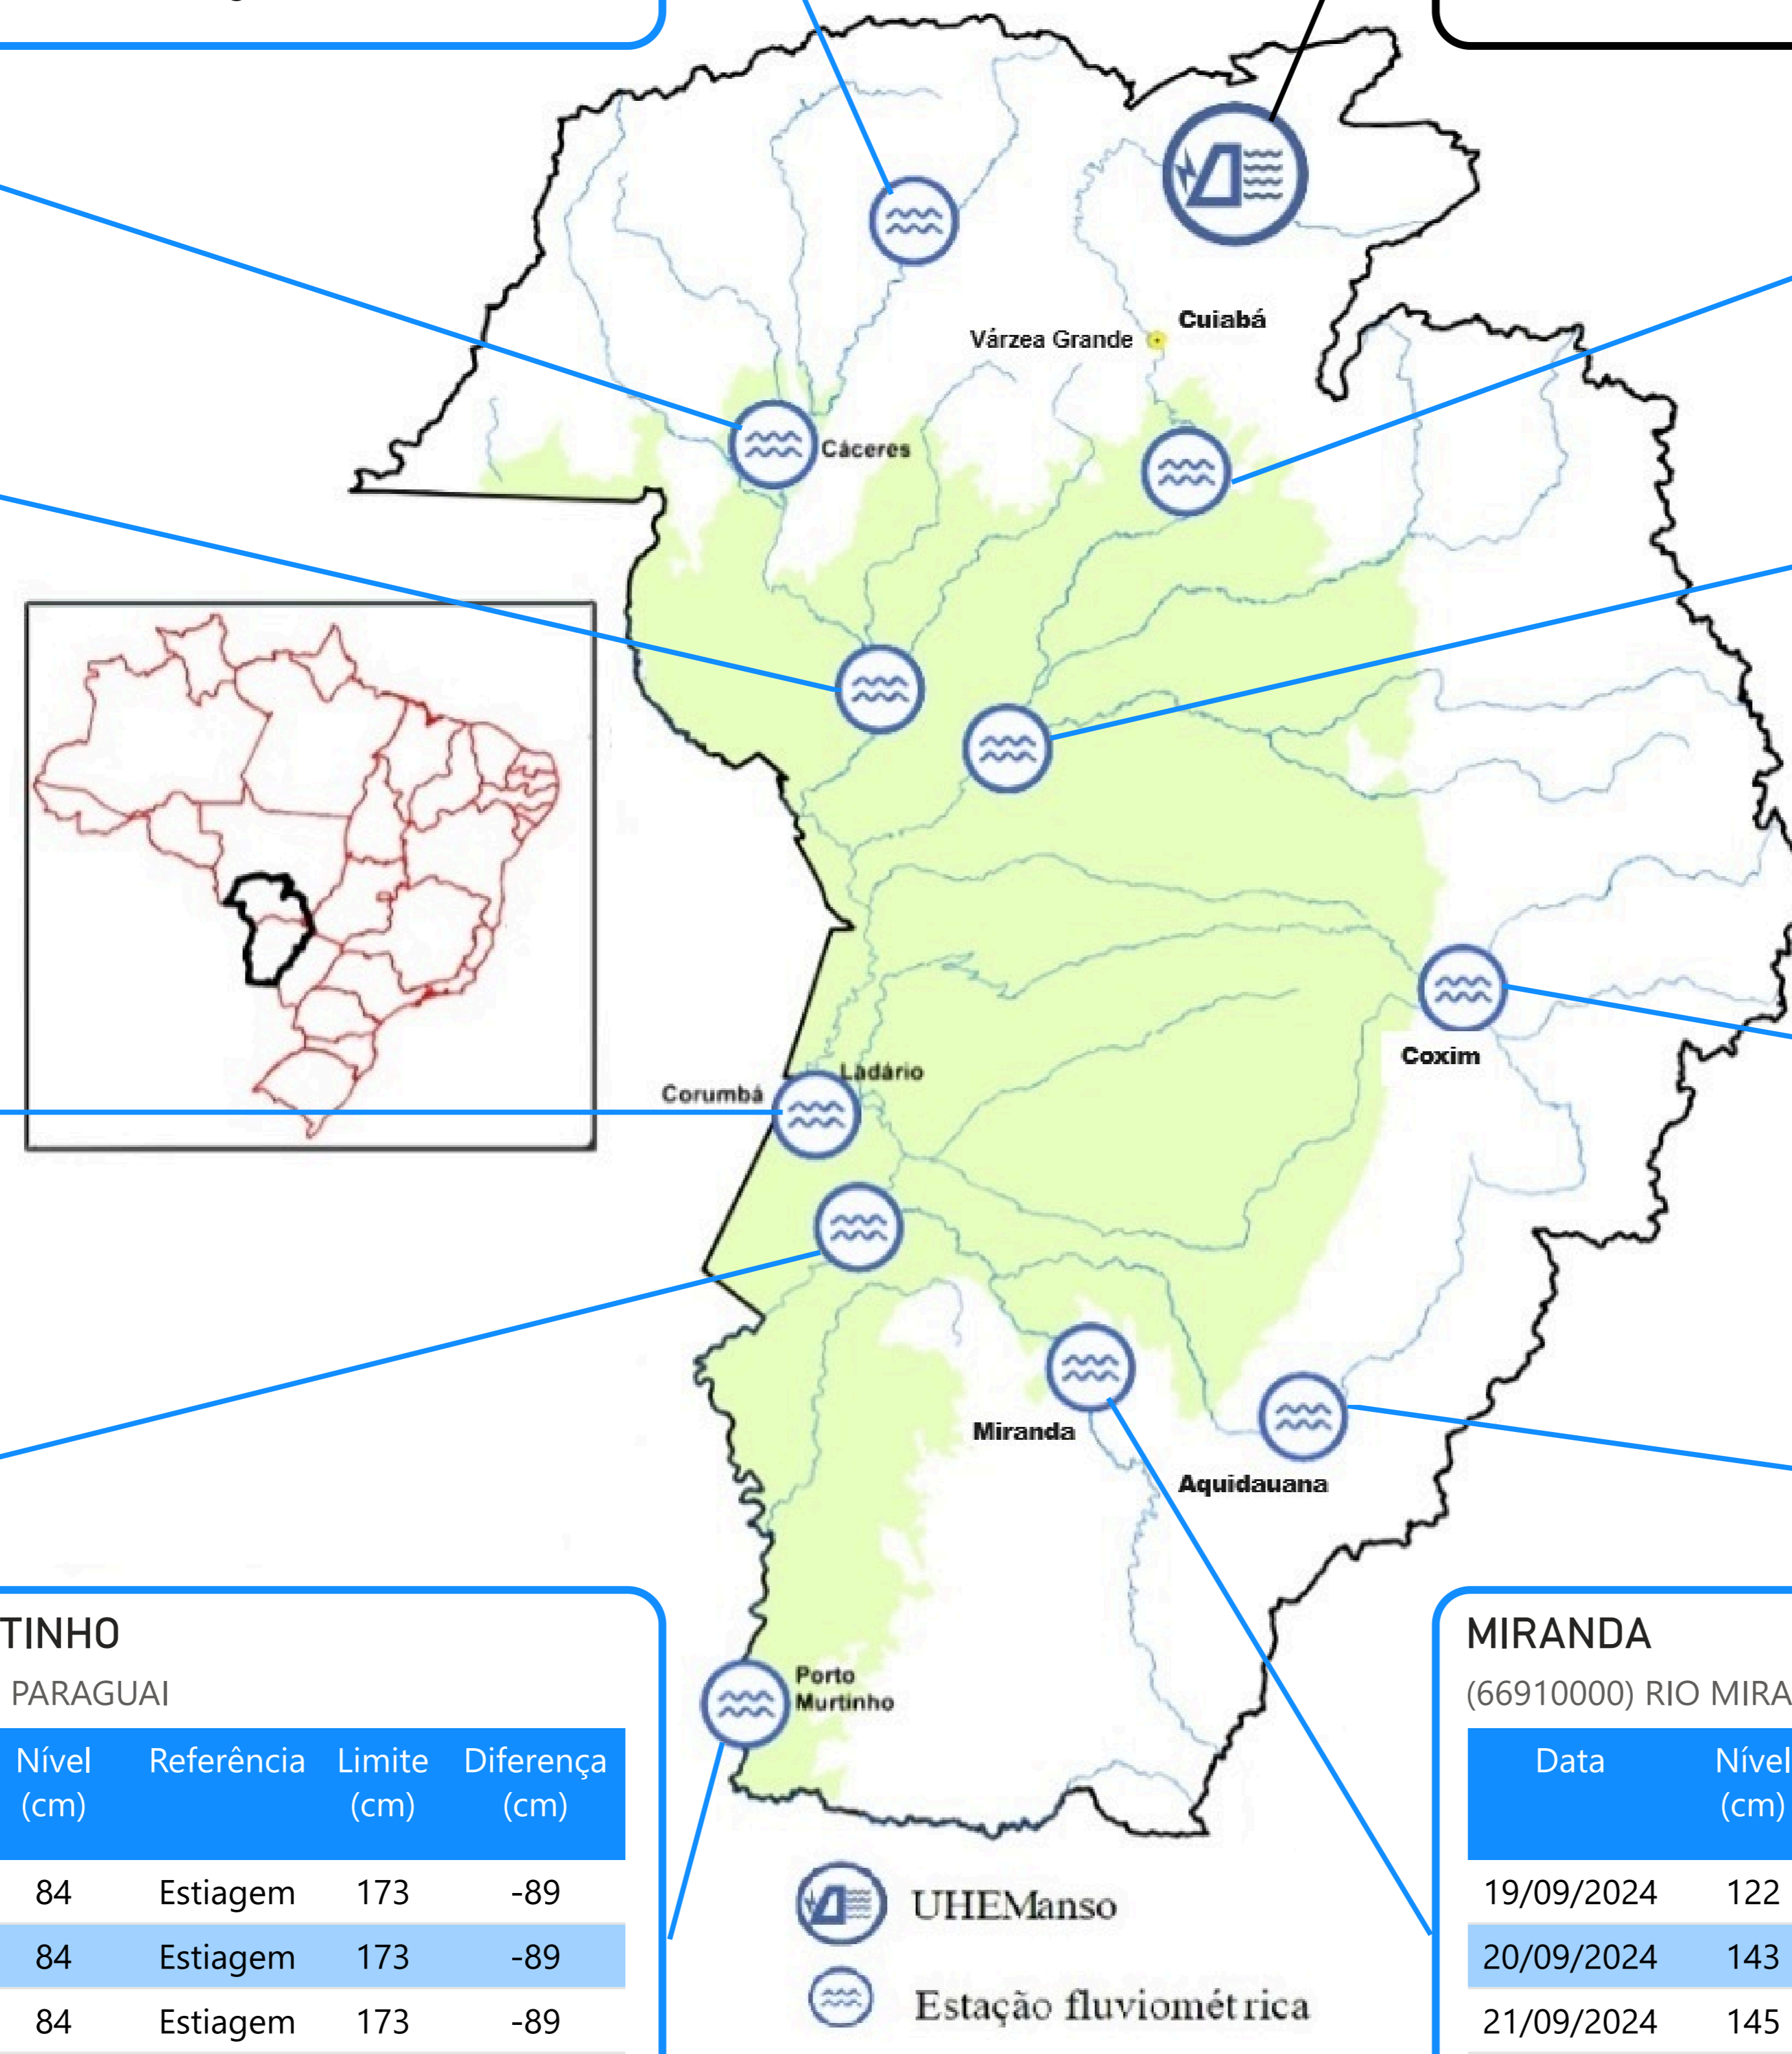 Cuiabá
Várzea Grande
Cáceres
Coxim
Ladário
Corumbá
Miranda
Aquidauana
Porto
Murtinho
TINHO
PARAGUAI
Nível (cm) Referência Limite (cm) Diferença (cm)
84 Estiagem 173 -89
84 Estiagem 173 -89
84 Estiagem 173 -89
UHEManso
Estação fluviométrica
MIRANDA
(66910000) RIO MIRA
Data Nível (cm)
19/09/2024 122
20/09/2024 143
21/09/2024 145